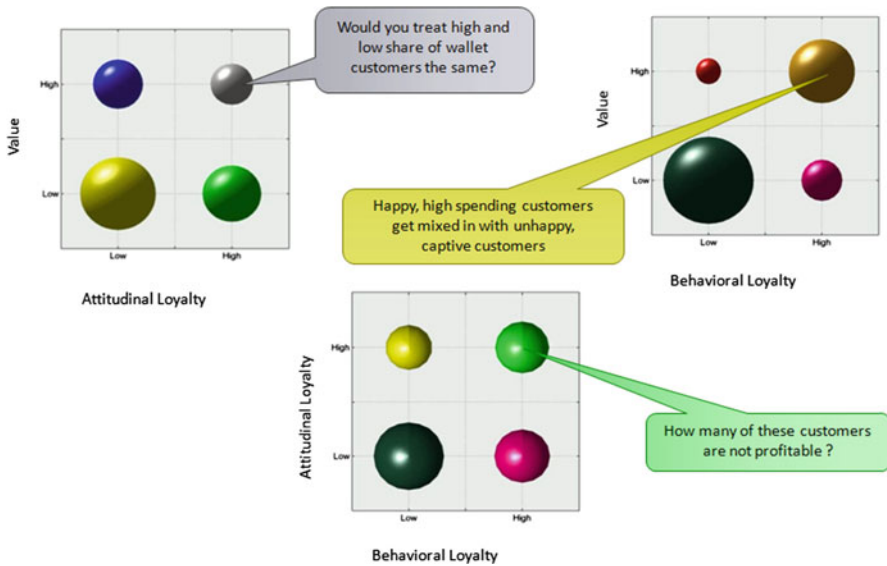 Would you treat high and
low share of wallet
customers the same?
Value
High
Low
Low
High
Attitudinal Loyalty
Value
High
Low
Low
High
Behavioral Loyalty
Happy, high spending customers
get mixed in with unhappy,
captive customers
Attitudinal Loyalty
High
Low
Low
High
Behavioral Loyalty
How many of these customers
are not profitable ?